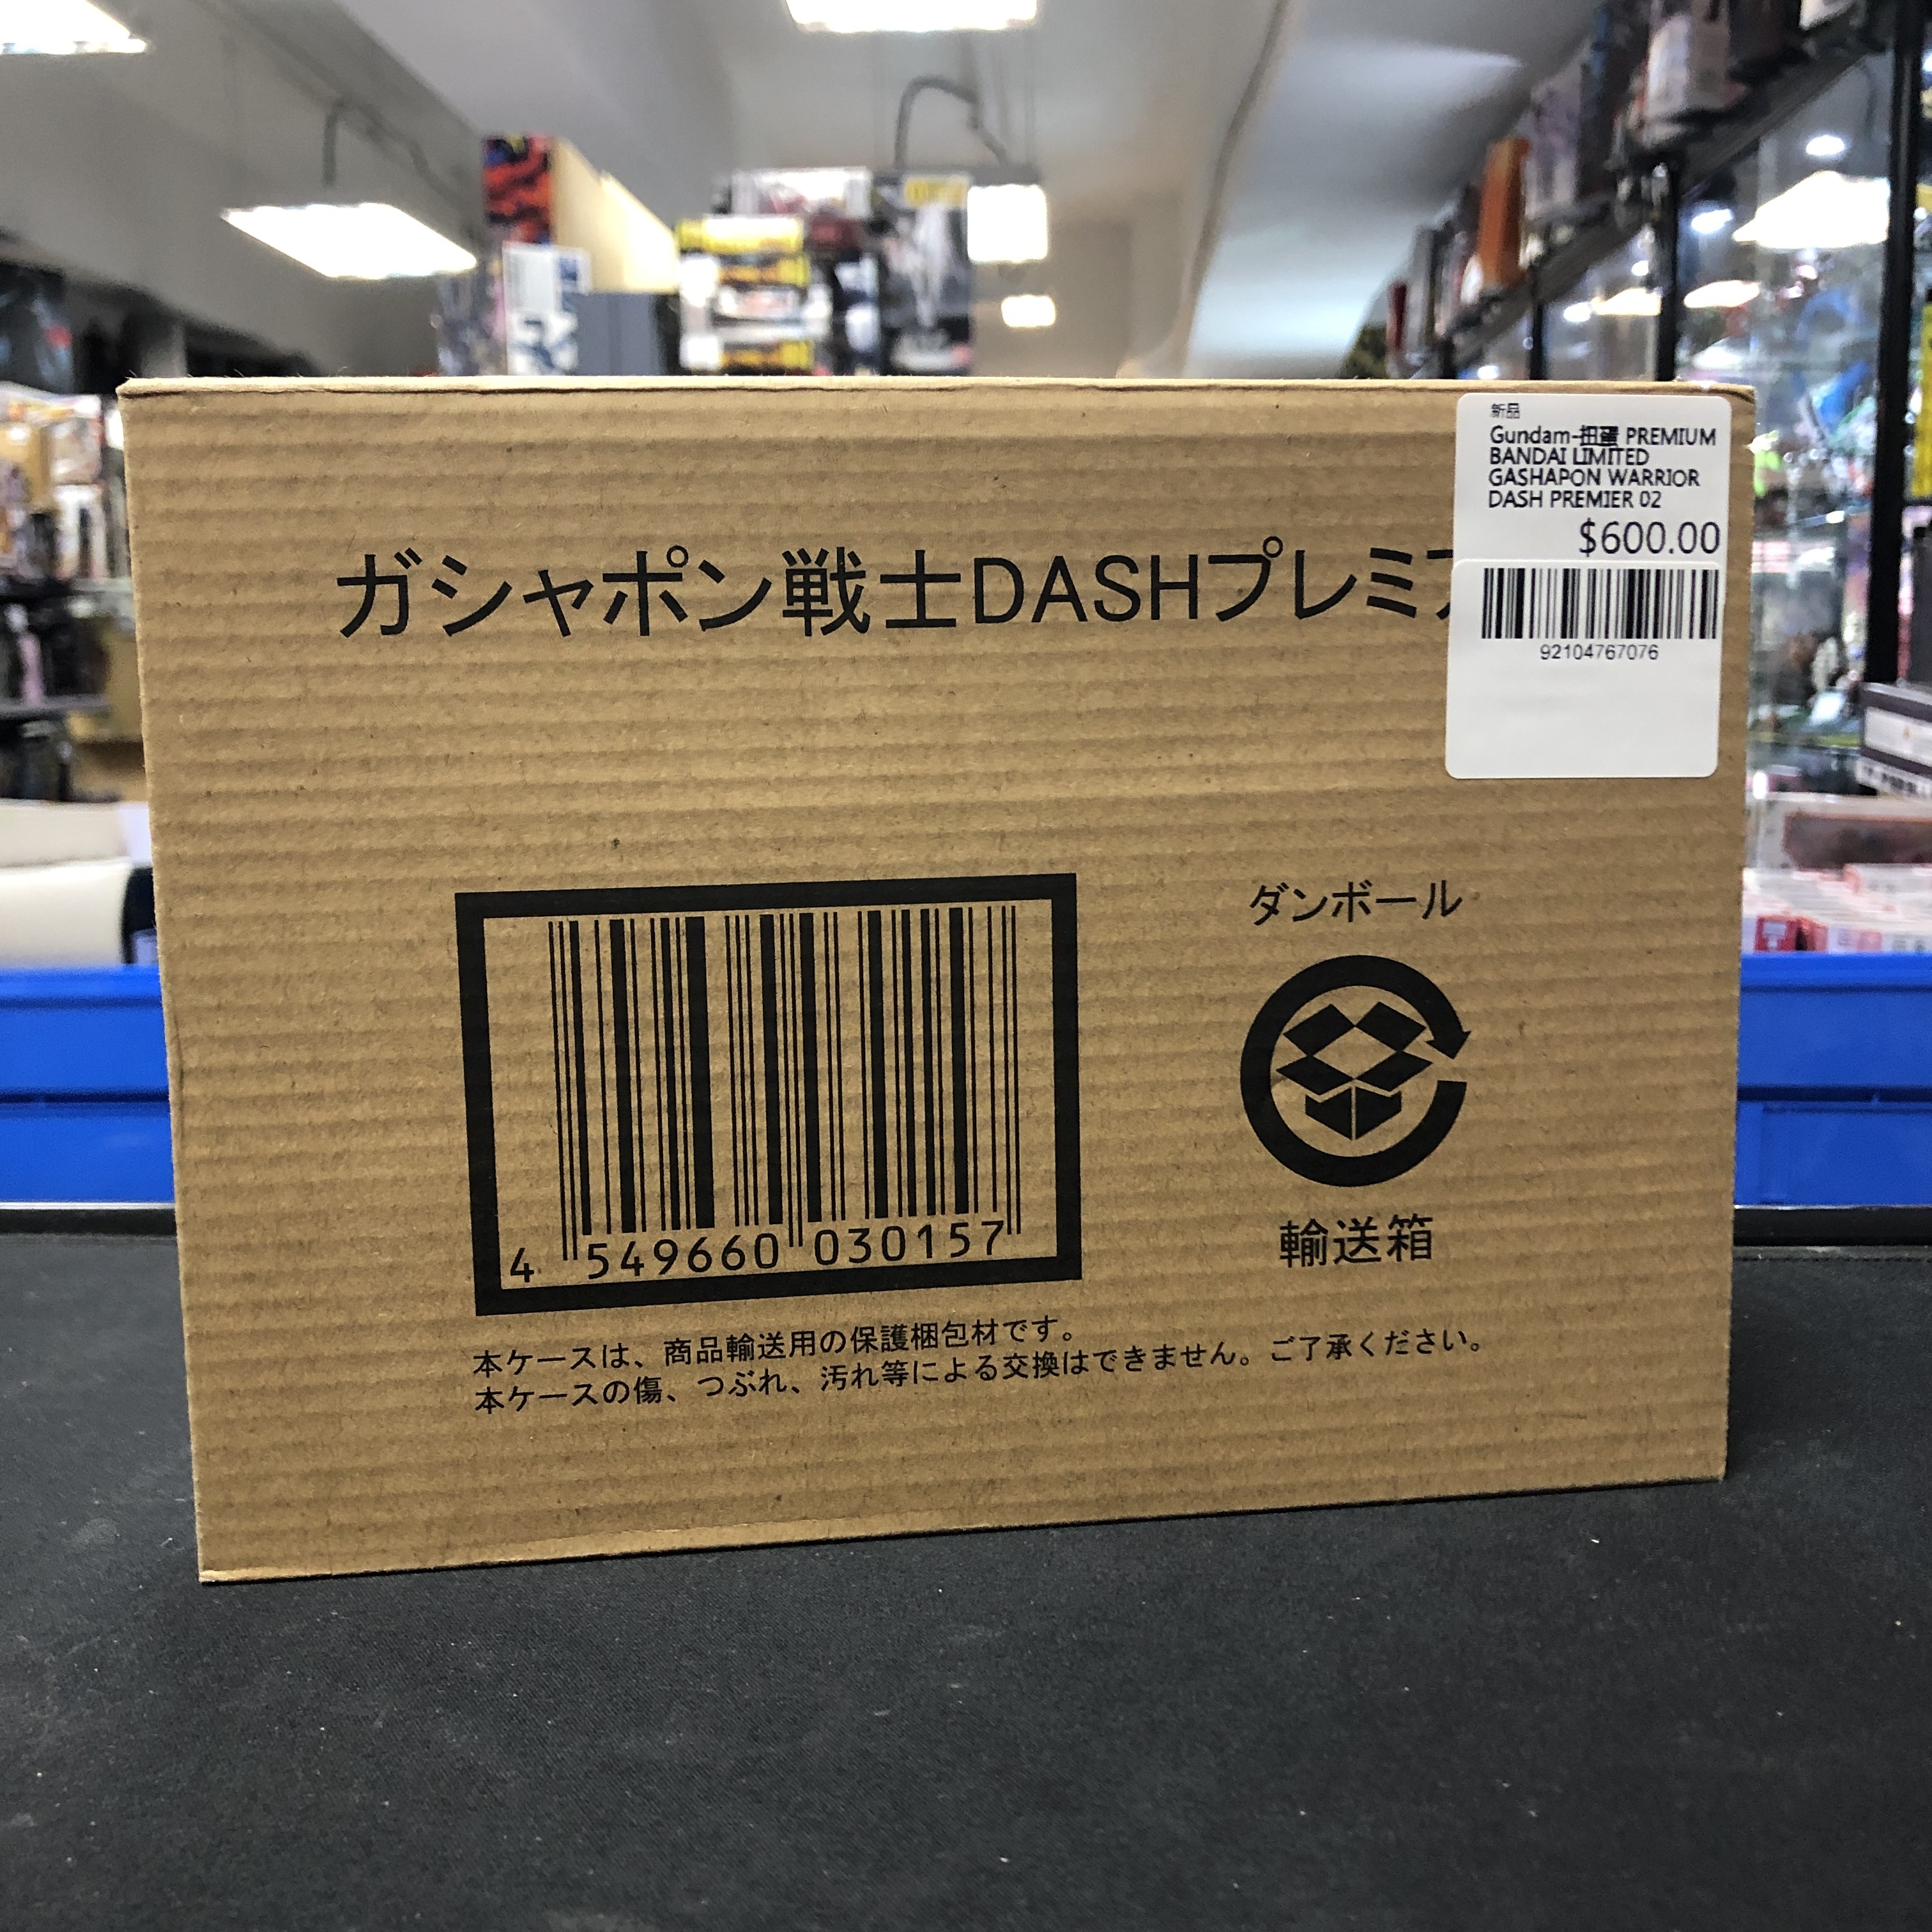 新品
Gundam-扭蛋 PREMIUM
BANDAI LIMITED
GASHAPON WARRIOR
DASH PREMIER 02
$600.00
92104767076
ガシャポン戦士DASHプレミア
ダンボール
4 549660 030157
輸送箱
本ケースは、商品輸送用の保護梱包材です。
本ケースの傷、つぶれ、汚れ等による交換はできません。ご了承ください。